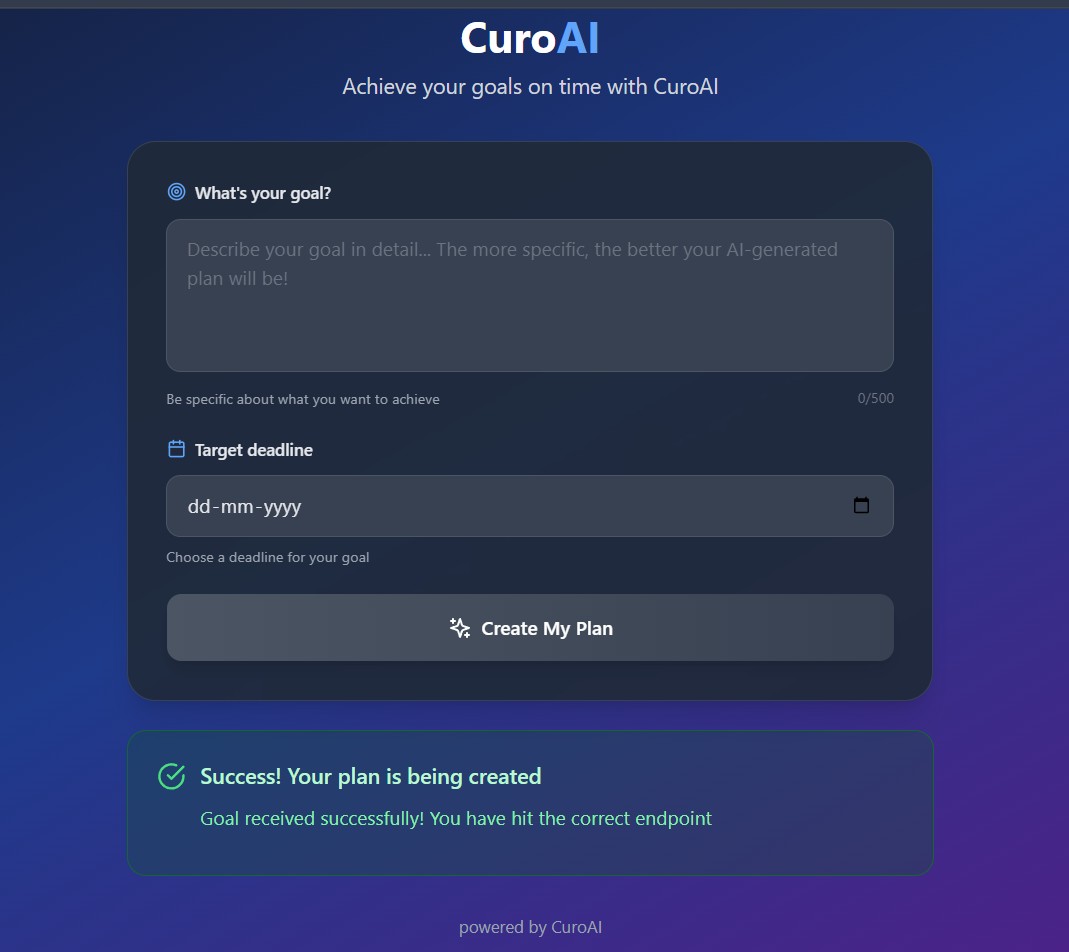 CuroAI
Achieve your goals on time with CuroAI
What's your goal?
Describe your goal in detail... The more specific, the better your AI-generated
plan will be!
Be specific about what you want to achieve
0/500
Target deadline
dd-mm-yyyy
Choose a deadline for your goal
Create My Plan
Success! Your plan is being created
Goal received successfully! You have hit the correct endpoint
powered by CuroAI